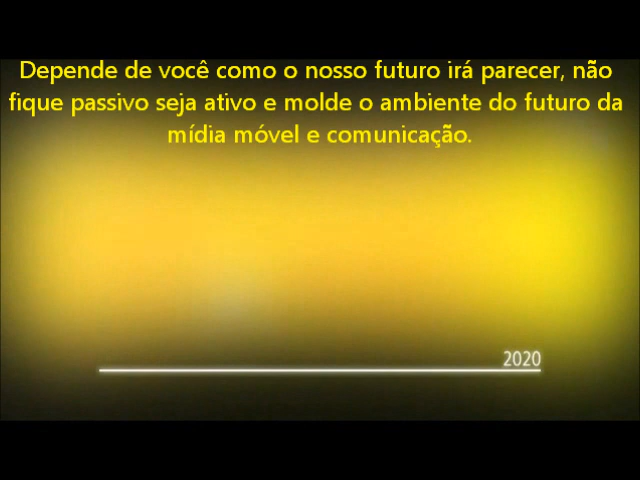 Depende de você como o nosso futuro irá parecer, não
fique passivo seja ativo e molde o ambiente do futuro da
mídia móvel e comunicação.
2020